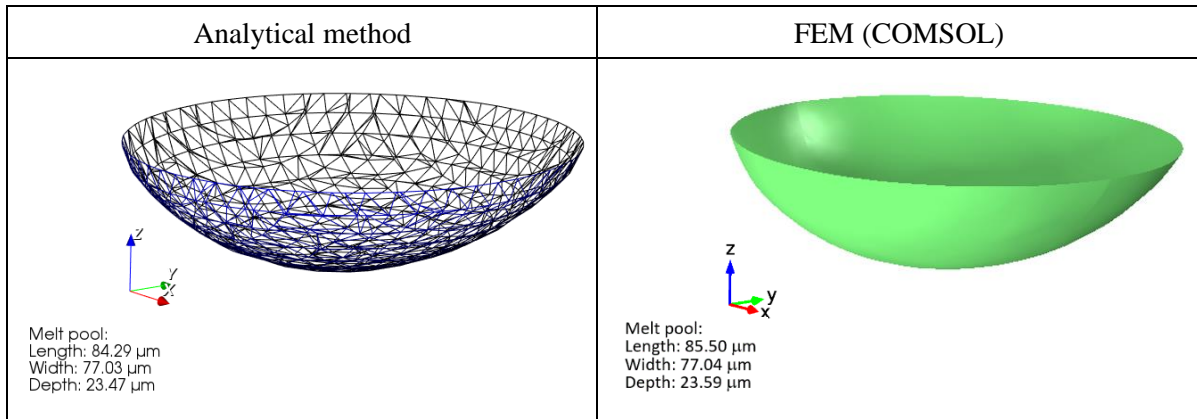 Analytical method
FEM (COMSOL)
Z
Y
X
Melt pool:
Length: 84.29 μm
Width: 77.03 μm
Depth: 23.47 μm
z
y
x
Melt pool:
Length: 85.50 μm
Width: 77.04 μm
Depth: 23.59 μm